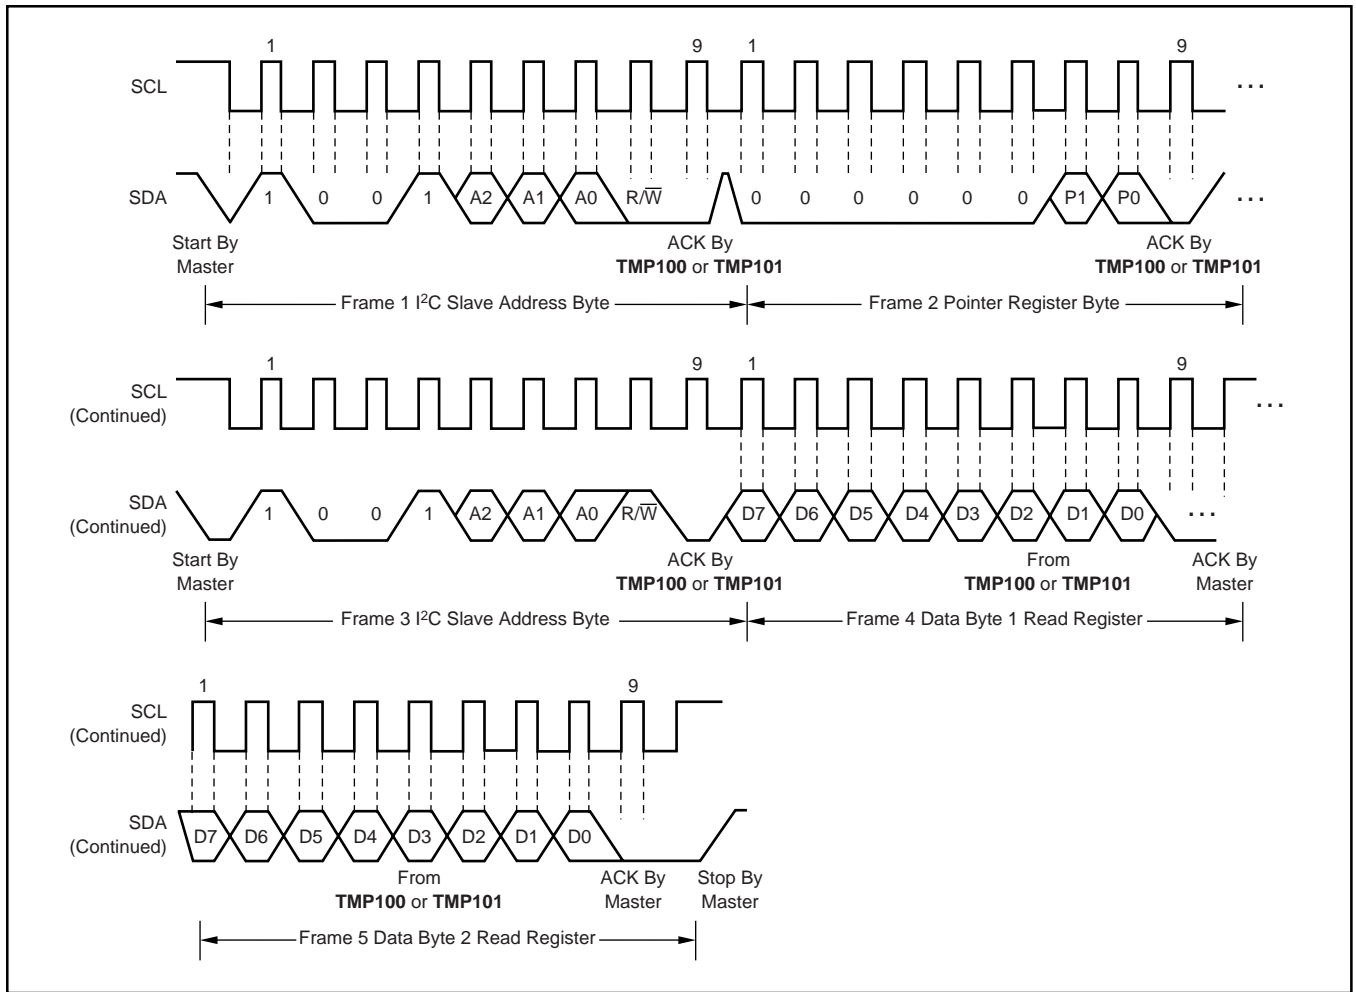 1 9 1 9
SCL ...
SDA 1 0 0 1 A2 A1 A0 R/W̅ 0 0 0 0 0 0 P1 P0 ...
Start By Master
ACK By TMP100 or TMP101
ACK By TMP100 or TMP101
Frame 1 I²C Slave Address Byte
Frame 2 Pointer Register Byte
1 9 1 9
SCL (Continued) ...
SDA (Continued) 1 0 0 1 A2 A1 A0 R/W̅ D7 D6 D5 D4 D3 D2 D1 D0 ...
Start By Master
ACK By TMP100 or TMP101
From TMP100 or TMP101
ACK By Master
Frame 3 I²C Slave Address Byte
Frame 4 Data Byte 1 Read Register
1 9
SCL (Continued)
SDA (Continued) D7 D6 D5 D4 D3 D2 D1 D0
From TMP100 or TMP101
ACK By Master
Stop By Master
Frame 5 Data Byte 2 Read Register